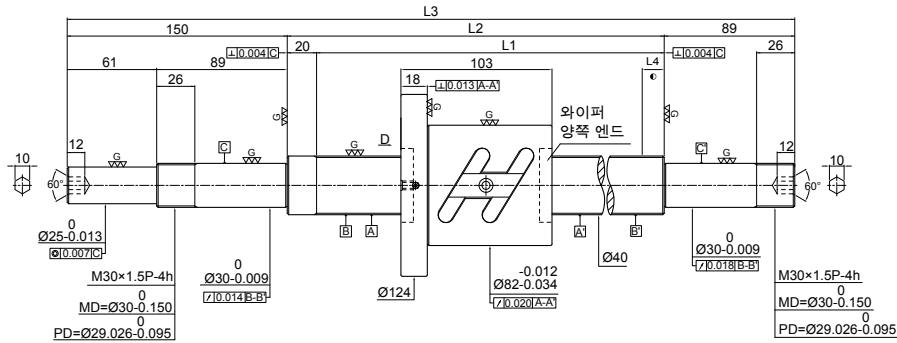 L3
150
L2
89
⊥ 0.004 C
20
L1
⊥ 0.004 C
61
89
103
L4
26
26
18
⊥ 0.013 A-A'
G
G
G
G
와이퍼
양쪽 엔드
12
G
C
G
G
D
C'
G
12
10
10
60°
60°
B
A
A'
B'
0
Ø25-0.013
◎ 0.007 C
0
Ø30-0.009
Ø40
0
Ø30-0.009
M30×1.5P-4h
↗ 0.014 B-B'
Ø124
-0.012
Ø82-0.034
↗ 0.020 A-A'
↗ 0.018 B-B'
M30×1.5P-4h
0
MD=Ø30-0.150
0
MD=Ø30-0.150
0
PD=Ø29.026-0.095
0
PD=Ø29.026-0.095